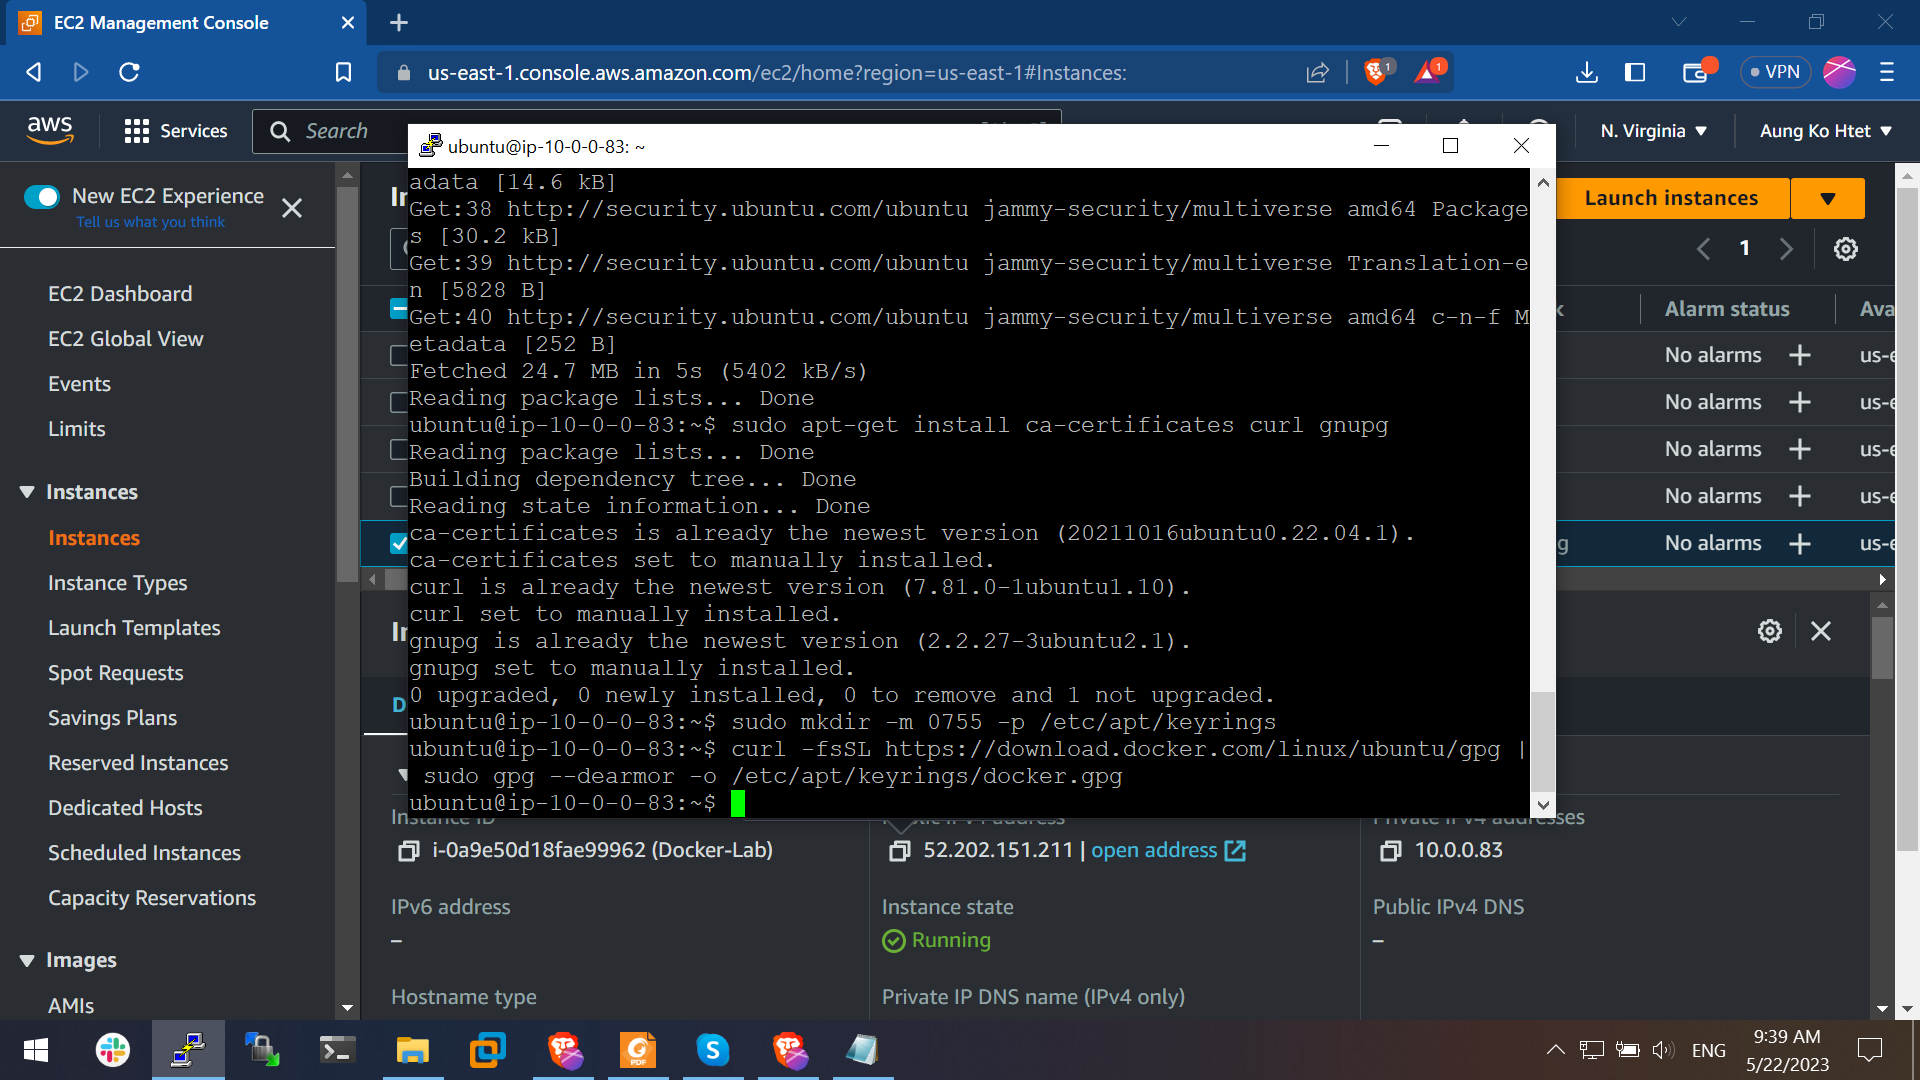 EC2 Management Console
us-east-1.console.aws.amazon.com/ec2/home?region=us-east-1#Instances:
1
1
VPN
aws
Services
Search
N. Virginia
Aung Ko Htet
New EC2 Experience
Tell us what you think
EC2 Dashboard
EC2 Global View
Events
Limits
Instances
Instances
Instance Types
Launch Templates
Spot Requests
Savings Plans
Reserved Instances
Dedicated Hosts
Scheduled Instances
Capacity Reservations
Images
AMIs
ubuntu@ip-10-0-0-83: ~
adata [14.6 kB]
Get:38 http://security.ubuntu.com/ubuntu jammy-security/multiverse amd64 Package
s [30.2 kB]
Get:39 http://security.ubuntu.com/ubuntu jammy-security/multiverse Translation-e
n [5828 B]
Get:40 http://security.ubuntu.com/ubuntu jammy-security/multiverse amd64 c-n-f M
etadata [252 B]
Fetched 24.7 MB in 5s (5402 kB/s)
Reading package lists... Done
ubuntu@ip-10-0-0-83:~$ sudo apt-get install ca-certificates curl gnupg
Reading package lists... Done
Building dependency tree... Done
Reading state information... Done
ca-certificates is already the newest version (20211016ubuntu0.22.04.1).
ca-certificates set to manually installed.
curl is already the newest version (7.81.0-1ubuntu1.10).
curl set to manually installed.
gnupg is already the newest version (2.2.27-3ubuntu2.1).
gnupg set to manually installed.
0 upgraded, 0 newly installed, 0 to remove and 1 not upgraded.
ubuntu@ip-10-0-0-83:~$ sudo mkdir -m 0755 -p /etc/apt/keyrings
ubuntu@ip-10-0-0-83:~$ curl -fsSL https://download.docker.com/linux/ubuntu/gpg |
 sudo gpg --dearmor -o /etc/apt/keyrings/docker.gpg
ubuntu@ip-10-0-0-83:~$
Launch instances
1
Alarm status
Ava
No alarms
us-e
No alarms
us-e
No alarms
us-e
No alarms
us-e
No alarms
us-e
Instance ID
Private IPv4 addresses
i-0a9e50d18fae99962 (Docker-Lab)
52.202.151.211 | open address
10.0.0.83
IPv6 address
Instance state
Public IPv4 DNS
–
Running
–
Hostname type
Private IP DNS name (IPv4 only)
PDF
ENG
9:39 AM
5/22/2023